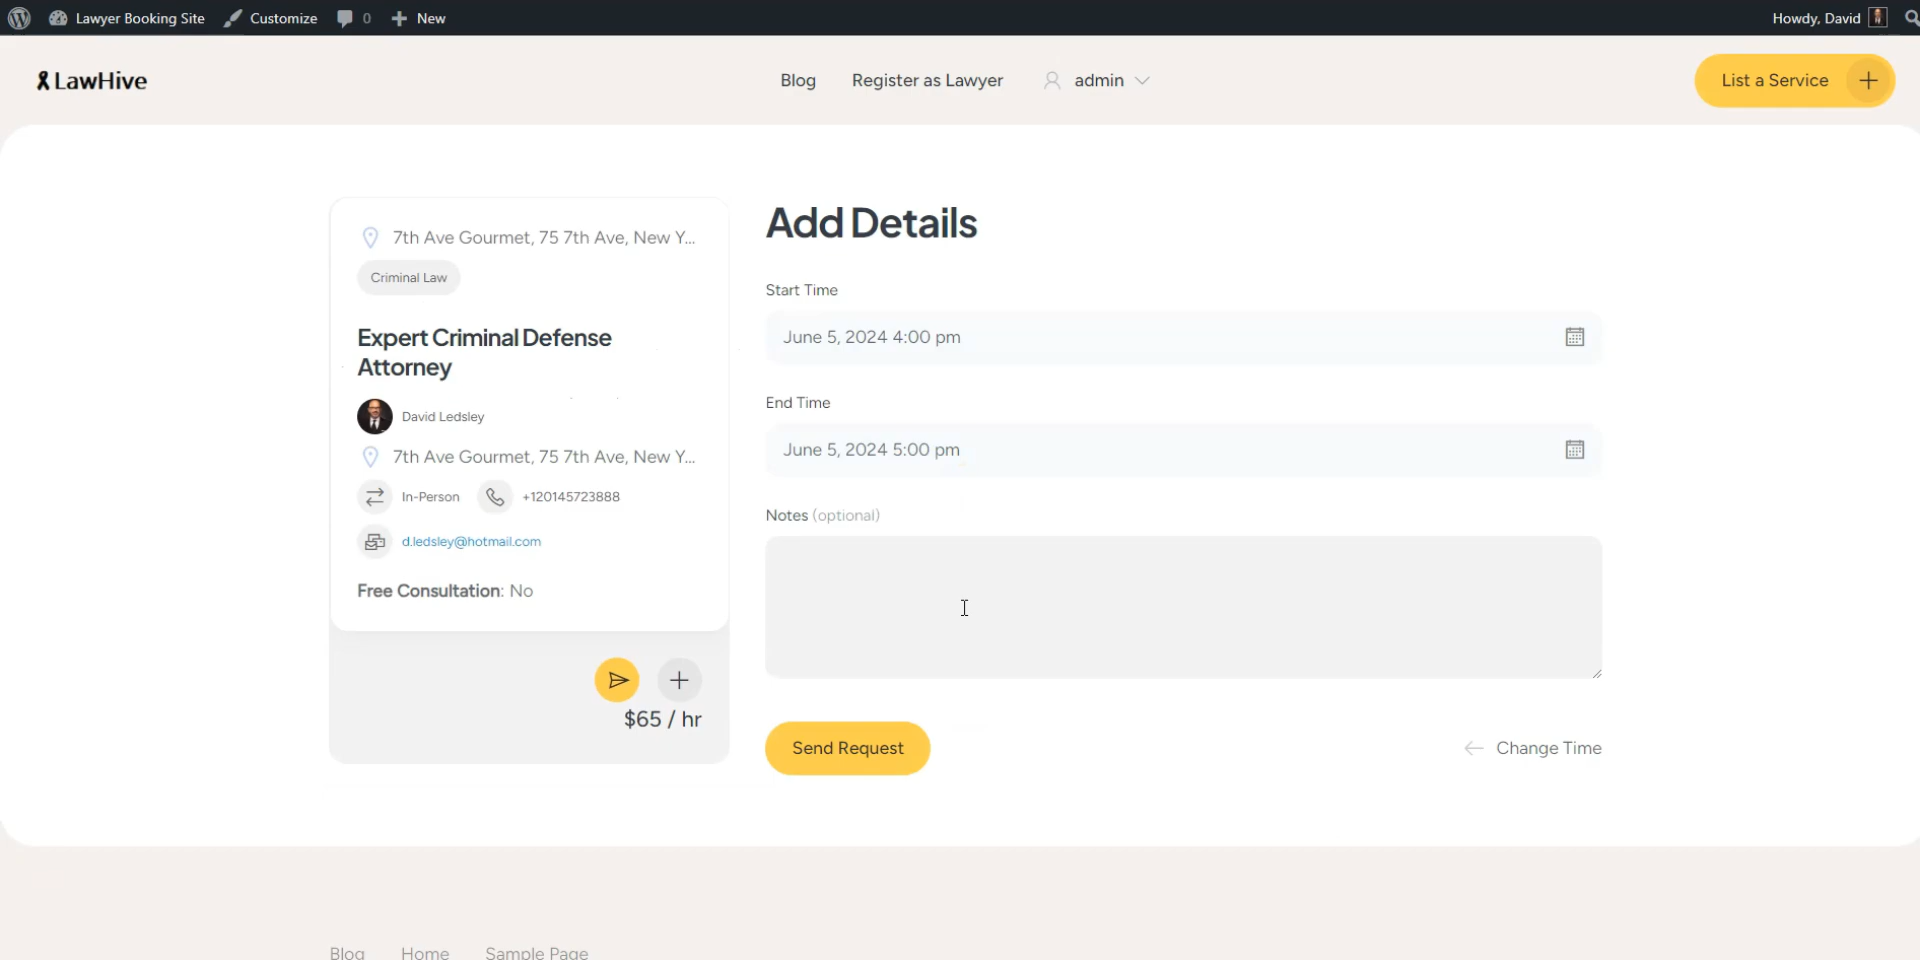 Lawyer Booking Site Customize 0 New Howdy, David
LawHive Blog Register as Lawyer admin List a Service
7th Ave Gourmet, 75 7th Ave, New Y...
Criminal Law
Expert Criminal Defense
Attorney
David Ledsley
7th Ave Gourmet, 75 7th Ave, New Y...
In-Person +120145723888
d.ledsley@hotmail.com
Free Consultation: No
$65 / hr
Add Details
Start Time
June 5, 2024 4:00 pm
End Time
June 5, 2024 5:00 pm
Notes (optional)
Send Request Change Time
Blog Home Sample Page